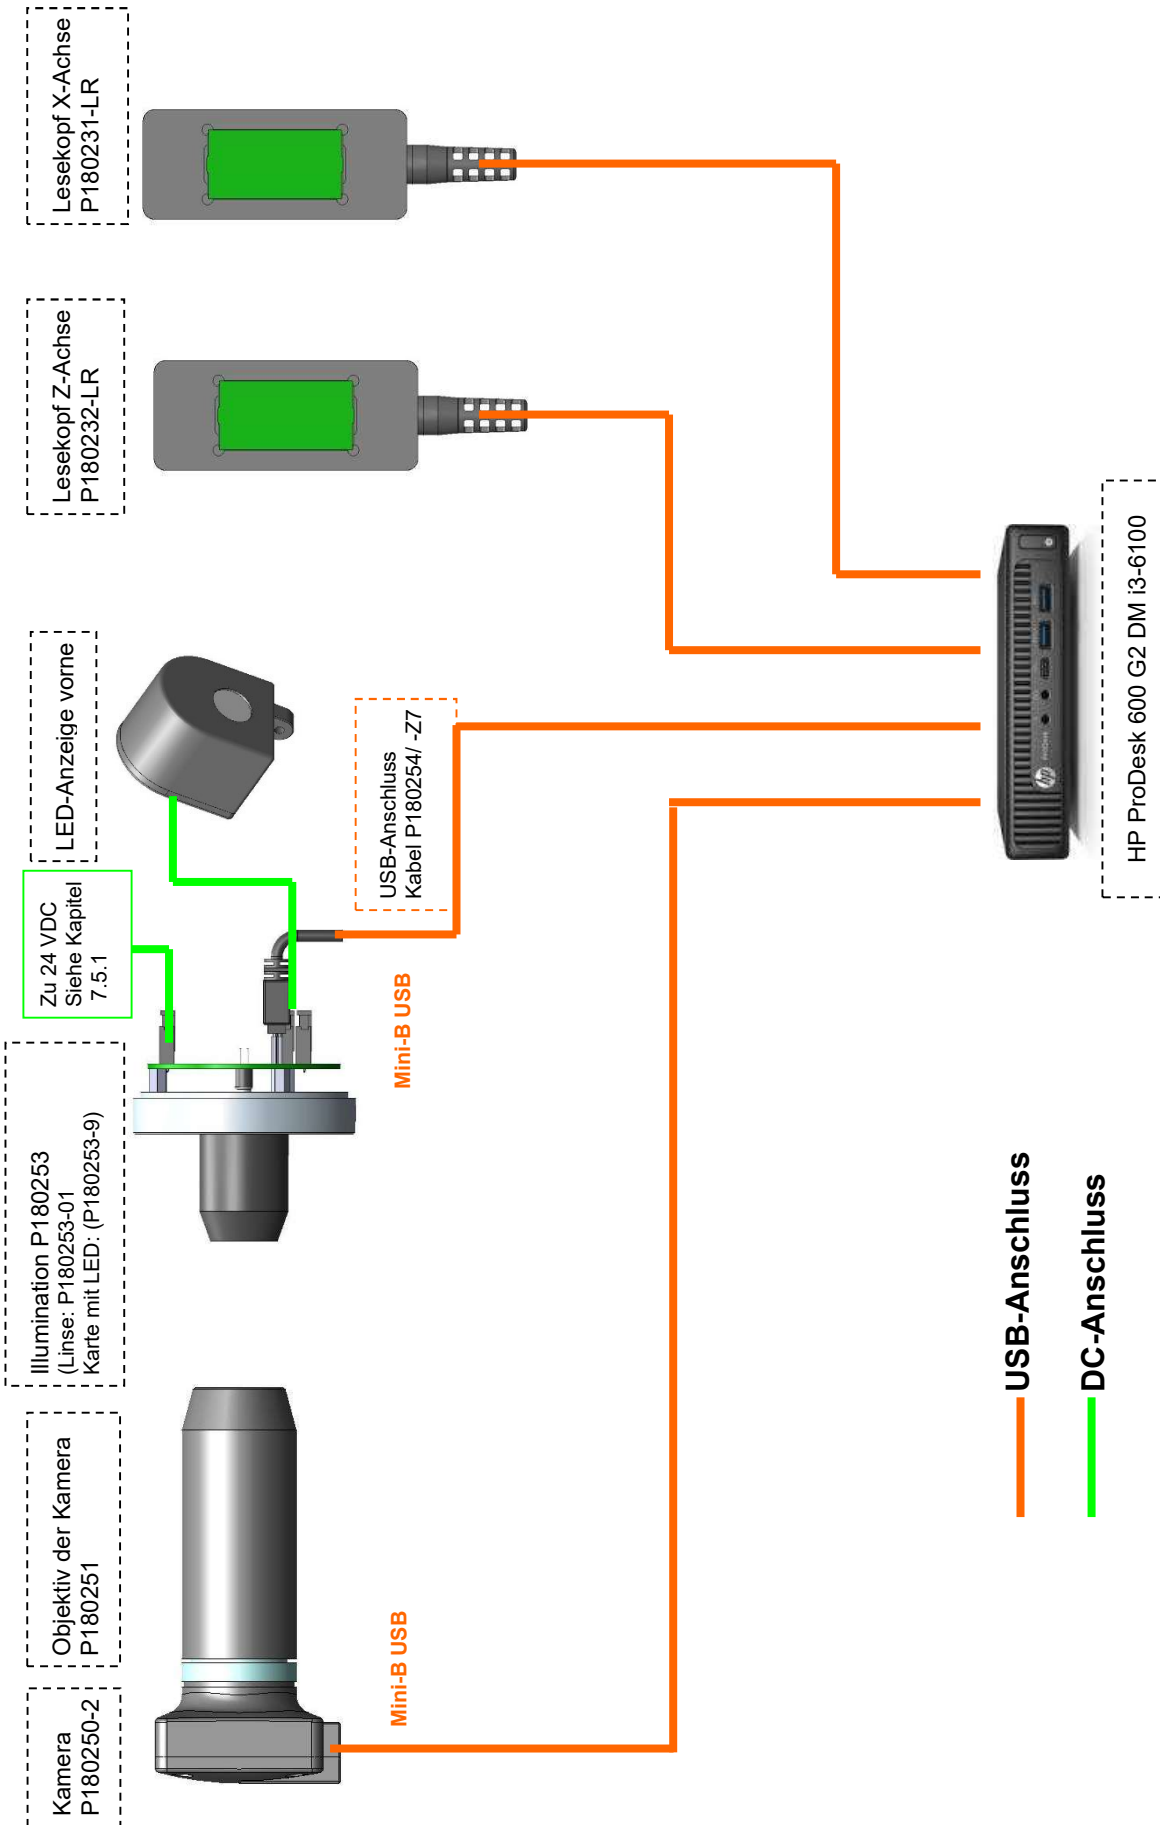 Kamera
P180250-2
Objektiv der Kamera
P180251
Illumination P180253
(Linse: P180253-01
Karte mit LED: (P180253-9)
Zu 24 VDC
Siehe Kapitel
7.5.1
LED-Anzeige vorne
Lesekopf Z-Achse
P180232-LR
Lesekopf X-Achse
P180231-LR
Mini-B USB
Mini-B USB
USB-Anschluss
Kabel P180254/ -Z7
USB-Anschluss
DC-Anschluss
hp
HP ProDesk 600 G2 DM i3-6100